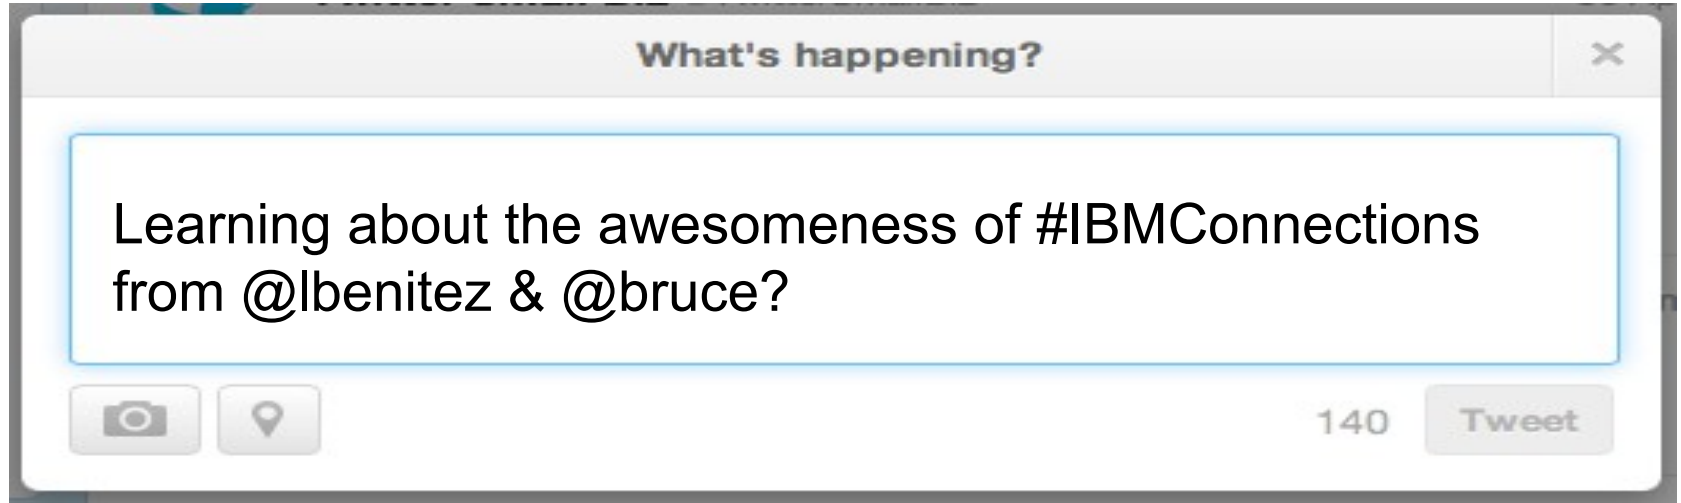 What's happening?
Learning about the awesomeness of #IBMConnections
from @lbenitez & @bruce?
140 Tweet